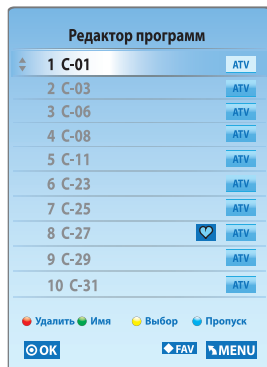 Редактор программ
1 C-01 ATV
2 C-03 ATV
3 C-06 ATV
4 C-08 ATV
5 C-11 ATV
6 C-23 ATV
7 C-25 ATV
8 C-27 ATV
9 C-29 ATV
10 C-31 ATV
Удалить Имя Выбор Пропуск
OK FAV MENU